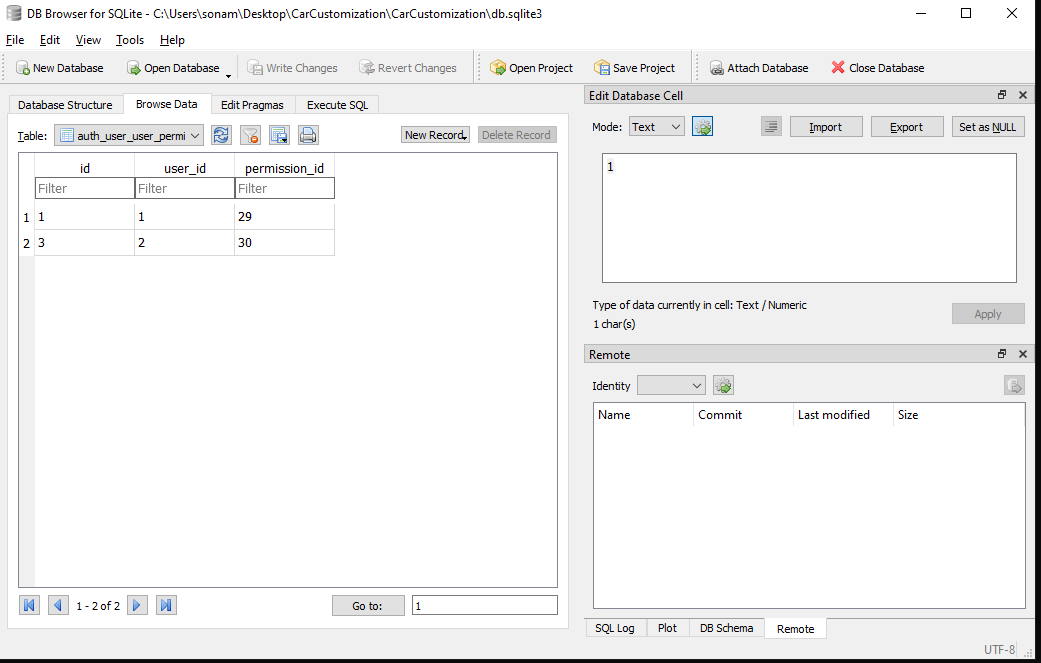 DB Browser for SQLite - C:\Users\sonam\Desktop\CarCustomization\CarCustomization\db.sqlite3
File Edit View Tools Help
New Database Open Database Write Changes Revert Changes Open Project Save Project Attach Database Close Database
Database Structure Browse Data Edit Pragmas Execute SQL
Table: auth_user_user_permi New Record Delete Record
id user_id permission_id
Filter Filter Filter
1 1 1 29
2 3 2 30
1 - 2 of 2 Go to: 1
Edit Database Cell
Mode: Text Import Export Set as NULL
1
Type of data currently in cell: Text / Numeric
1 char(s)
Apply
Remote
Identity
Name Commit Last modified Size
SQL Log Plot DB Schema Remote
UTF-8